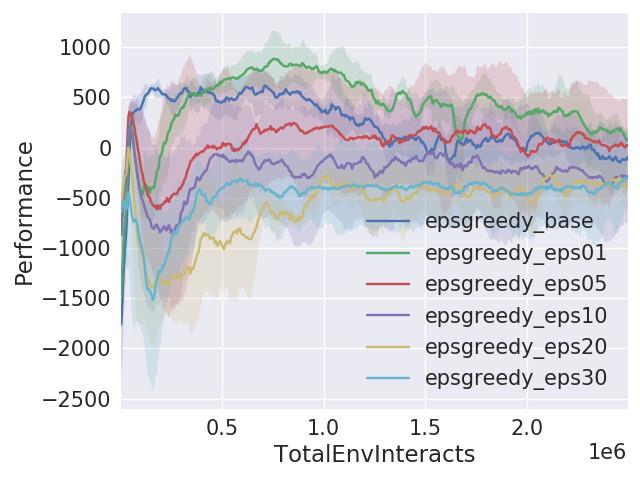 1000
500
0
−500
−1000
−1500
−2000
−2500
Performance
epsgreedy_base
epsgreedy_eps01
epsgreedy_eps05
epsgreedy_eps10
epsgreedy_eps20
epsgreedy_eps30
0.5 1.0 1.5 2.0
TotalEnvInteracts 1e6